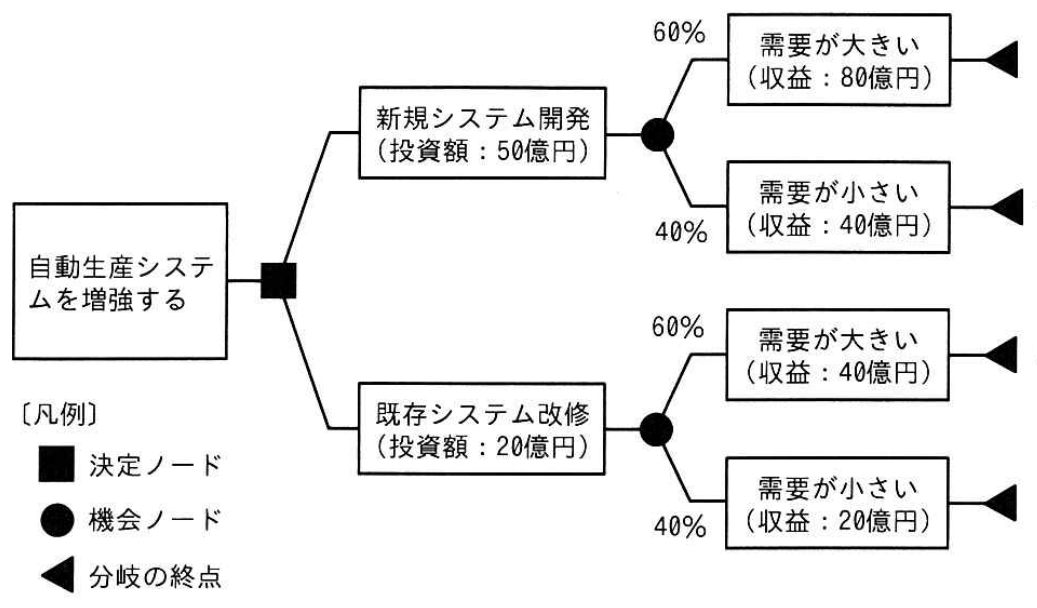 60%
需要が大きい
(収益：80億円)
新規システム開発
(投資額：50億円)
需要が小さい
(収益：40億円)
40%
自動生産システ
ムを増強する
60%
需要が大きい
(収益：40億円)
既存システム改修
(投資額：20億円)
需要が小さい
(収益：20億円)
40%
〔凡例〕
決定ノード
機会ノード
分岐の終点